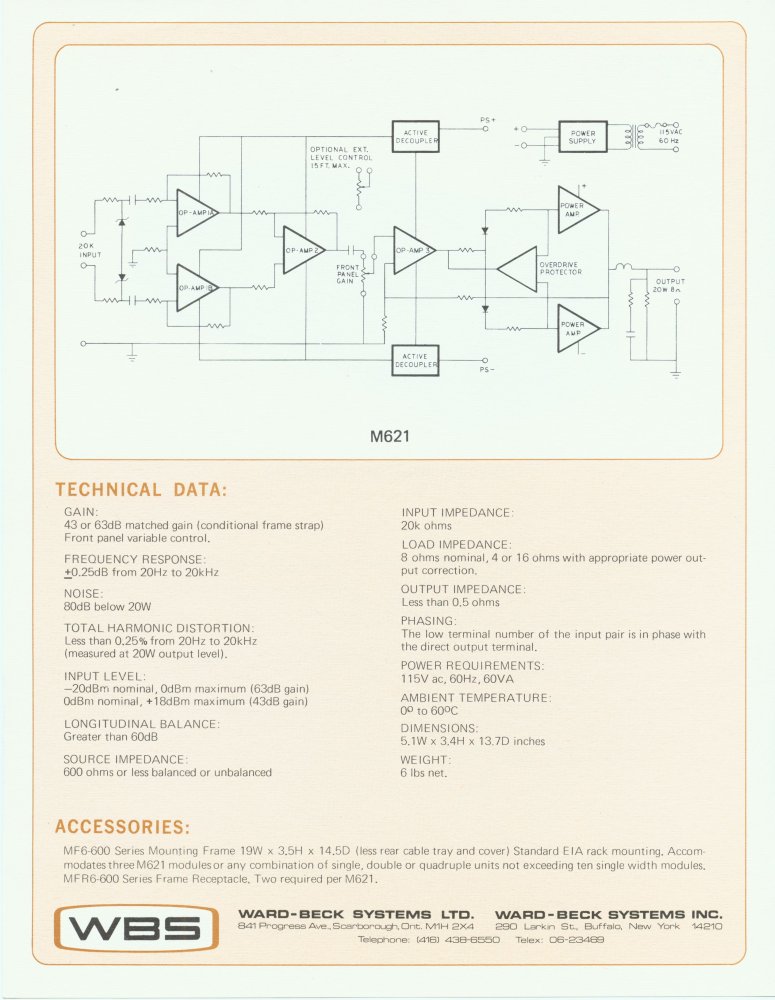 PS+
ACTIVE
DECOUPLER
+
-
POWER
SUPPLY
115VAC
60 Hz
OPTIONAL EXT.
LEVEL CONTROL
15FT. MAX.
OP-AMP 1A
+
POWER
AMP.
20K
INPUT
OP-AMP 2
OP-AMP 3
FRONT
PANEL
GAIN
OVERDRIVE
PROTECTOR
OUTPUT
20W 8Ω
OP-AMP 1B
POWER
AMP
-
ACTIVE
DECOUPLER
PS-
M621
TECHNICAL DATA:
GAIN:
43 or 63dB matched gain (conditional frame strap)
Front panel variable control.
FREQUENCY RESPONSE:
±0.25dB from 20Hz to 20kHz
NOISE:
80dB below 20W
TOTAL HARMONIC DISTORTION:
Less than 0.25% from 20Hz to 20kHz
(measured at 20W output level).
INPUT LEVEL:
—20dBm nominal, 0dBm maximum (63dB gain)
0dBm nominal, +18dBm maximum (43dB gain)
LONGITUDINAL BALANCE:
Greater than 60dB
SOURCE IMPEDANCE:
600 ohms or less balanced or unbalanced
INPUT IMPEDANCE:
20k ohms
LOAD IMPEDANCE:
8 ohms nominal, 4 or 16 ohms with appropriate power out-
put correction.
OUTPUT IMPEDANCE:
Less than 0.5 ohms
PHASING:
The low terminal number of the input pair is in phase with
the direct output terminal.
POWER REQUIREMENTS:
115V ac, 60Hz, 60VA
AMBIENT TEMPERATURE:
0º to 60ºC
DIMENSIONS:
5.1W x 3.4H x 13.7D inches
WEIGHT:
6 lbs net.
ACCESSORIES:
MF6-600 Series Mounting Frame 19W x 3.5H x 14.5D (less rear cable tray and cover) Standard EIA rack mounting. Accom-
modates three M621 modules or any combination of single, double or quadruple units not exceeding ten single width modules.
MFR6-600 Series Frame Receptacle. Two required per M621.
WBS
WARD-BECK SYSTEMS LTD. WARD-BECK SYSTEMS INC.
841 Progress Ave., Scarborough, Ont. M1H 2X4 290 Larkin St., Buffalo, New York 14210
Telephone: (416) 438-6550 Telex: 06-23469